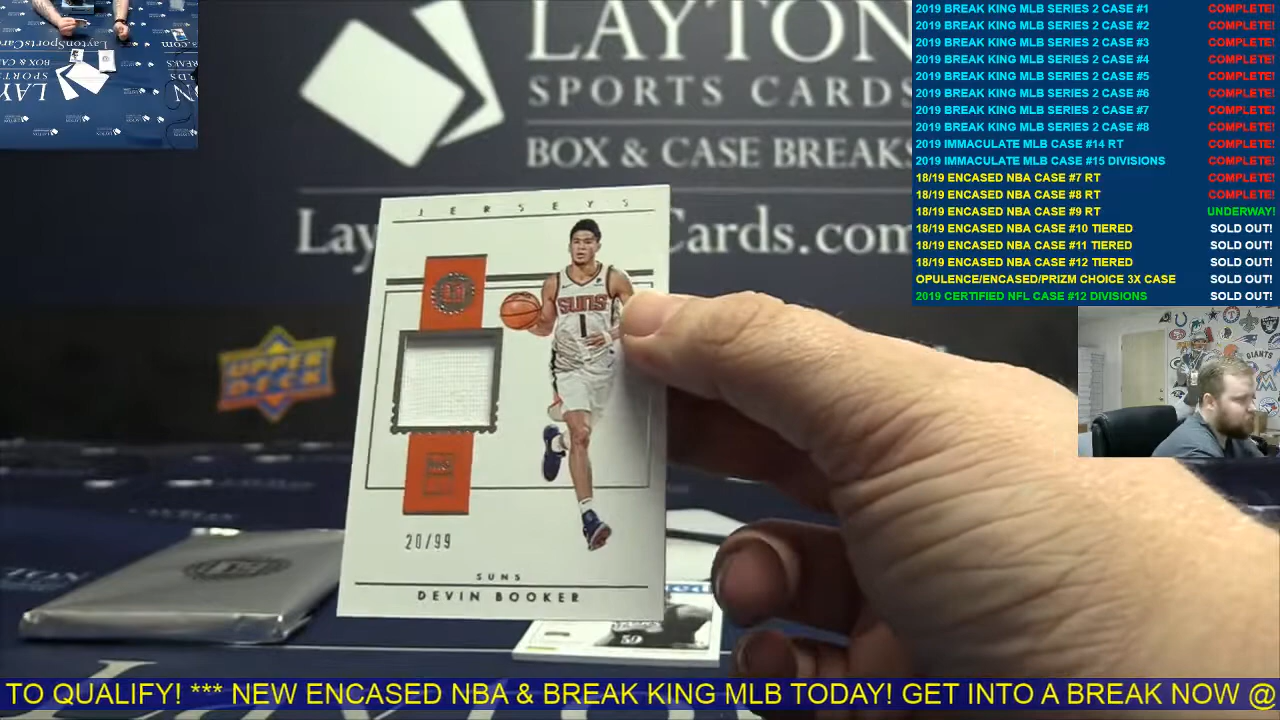 LAYTON
SPORTS CARDS
BOX & CASE BREAKS
Lay Cards.com
UPPER DECK
JERSEYS
SUNS
1
20/99
SUNS
DEVIN BOOKER
2019 BREAK KING MLB SERIES 2 CASE #1 COMPLETE!
2019 BREAK KING MLB SERIES 2 CASE #2 COMPLETE!
2019 BREAK KING MLB SERIES 2 CASE #3 COMPLETE!
2019 BREAK KING MLB SERIES 2 CASE #4 COMPLETE!
2019 BREAK KING MLB SERIES 2 CASE #5 COMPLETE!
2019 BREAK KING MLB SERIES 2 CASE #6 COMPLETE!
2019 BREAK KING MLB SERIES 2 CASE #7 COMPLETE!
2019 BREAK KING MLB SERIES 2 CASE #8 COMPLETE!
2019 IMMACULATE MLB CASE #14 RT COMPLETE!
2019 IMMACULATE MLB CASE #15 DIVISIONS COMPLETE!
18/19 ENCASED NBA CASE #7 RT COMPLETE!
18/19 ENCASED NBA CASE #8 RT COMPLETE!
18/19 ENCASED NBA CASE #9 RT UNDERWAY!
18/19 ENCASED NBA CASE #10 TIERED SOLD OUT!
18/19 ENCASED NBA CASE #11 TIERED SOLD OUT!
18/19 ENCASED NBA CASE #12 TIERED SOLD OUT!
OPULENCE/ENCASED/PRIZM CHOICE 3X CASE SOLD OUT!
2019 CERTIFIED NFL CASE #12 DIVISIONS SOLD OUT!
GIANTS
TO QUALIFY! *** NEW ENCASED NBA & BREAK KING MLB TODAY! GET INTO A BREAK NOW @